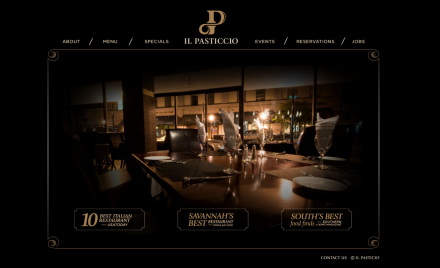 ABOUT / MENU / SPECIALS IL PASTICCIO EVENTS / RESERVATIONS / JOBS
10 BEST ITALIAN
RESTAURANT
USA TODAY
SAVANNAH'S
BEST RESTAURANT
SOUTH'S BEST
food finds
CONTACT US © IL PASTICCIO